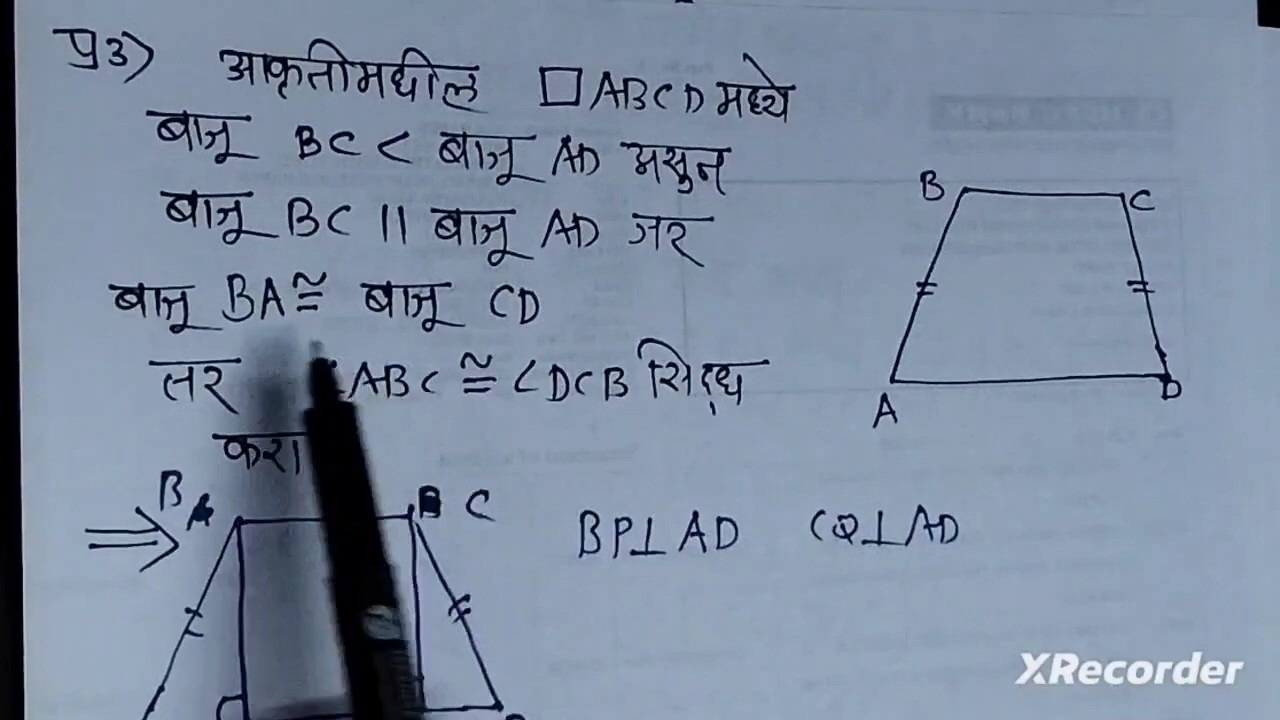 प्र3) आकृतीमधील □ABCD मध्ये
बाजू BC < बाजू AD असुन
बाजू BC || बाजू AD जर
बाजू BA ≅ बाजू CD
तर ABC ≅ <DCB सिद्ध
करा
B C
A D
B C
⇒ BP⊥AD CQ⊥AD
XRecorder